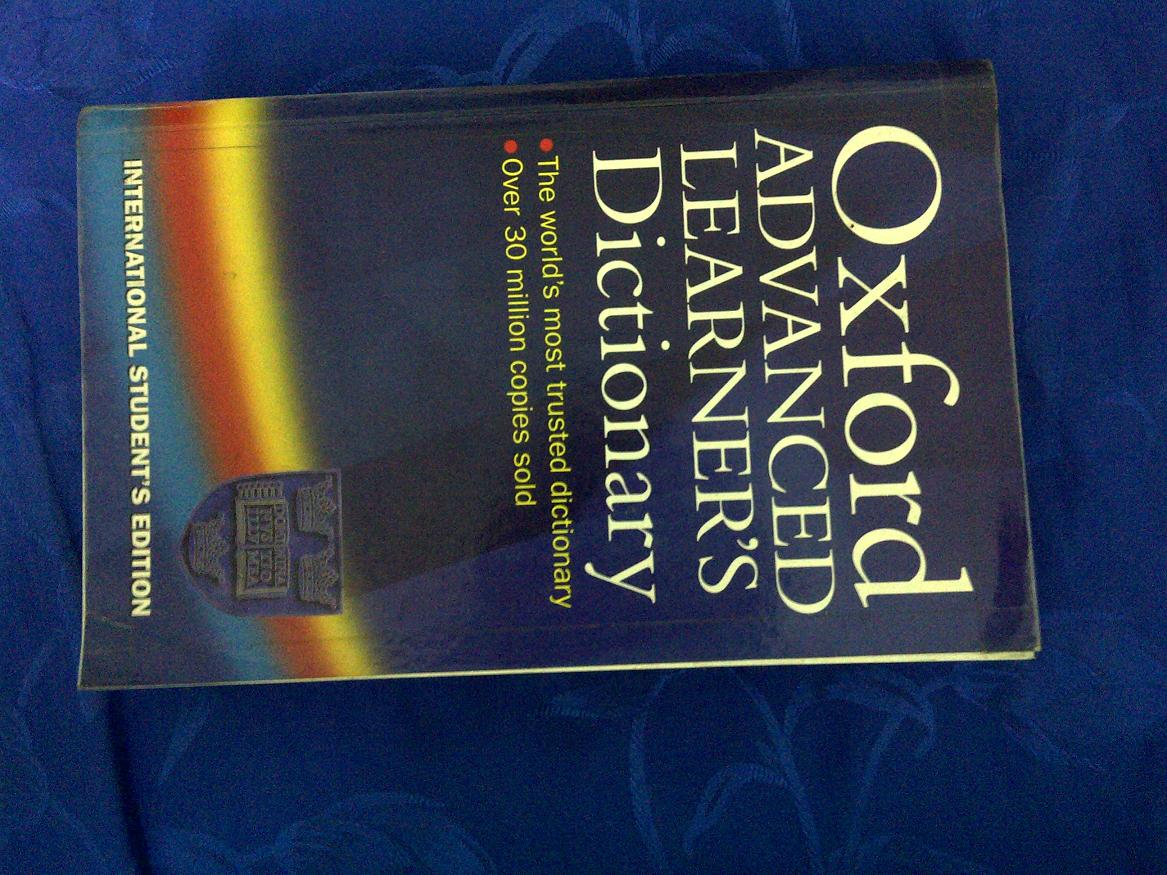 Oxford
ADVANCED
LEARNER'S
Dictionary
The world's most trusted dictionary
Over 30 million copies sold
INTERNATIONAL STUDENT'S EDITION